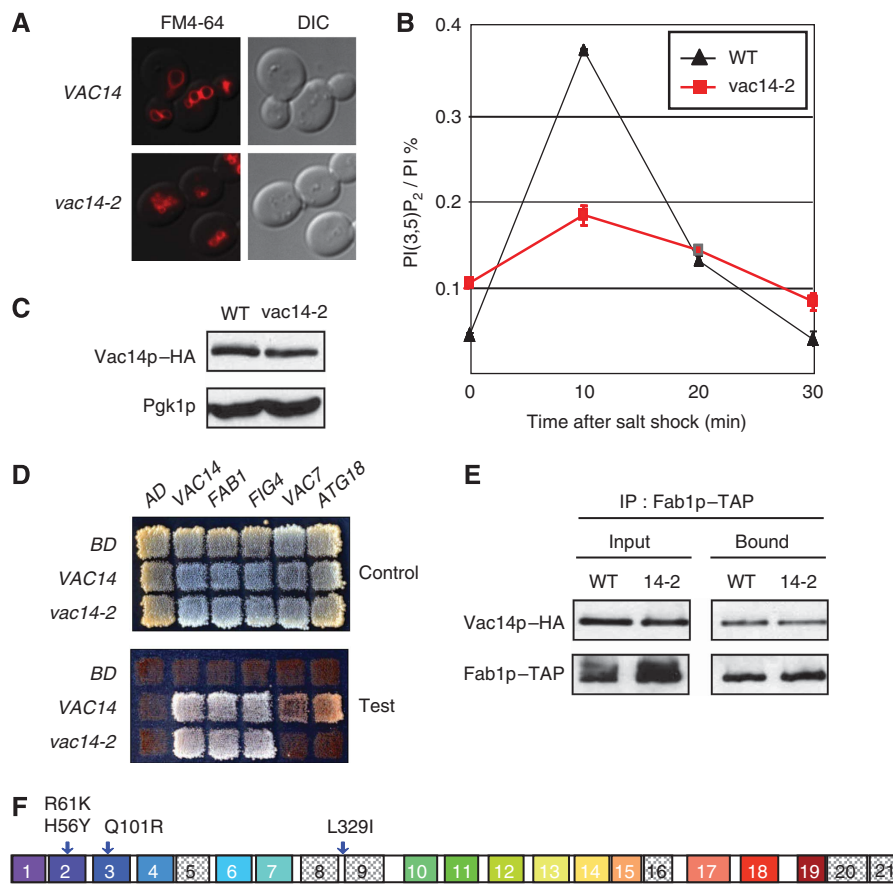 A
FM4-64 DIC
VAC14
vac14-2
B
0.4
0.3
0.2
0.1
PI(3,5)P2 / PI %
WT
vac14-2
0 10 20 30
Time after salt shock (min)
C
WT vac14-2
Vac14p–HA
Pgk1p
D
AD VAC14 FAB1 FIG4 VAC7 ATG18
BD
VAC14
vac14-2
Control
BD
VAC14
vac14-2
Test
E
IP : Fab1p–TAP
Input Bound
WT 14-2 WT 14-2
Vac14p–HA
Fab1p–TAP
F
R61K
H56Y Q101R L329I
1 2 3 4 5 6 7 8 9 10 11 12 13 14 15 16 17 18 19 20 21